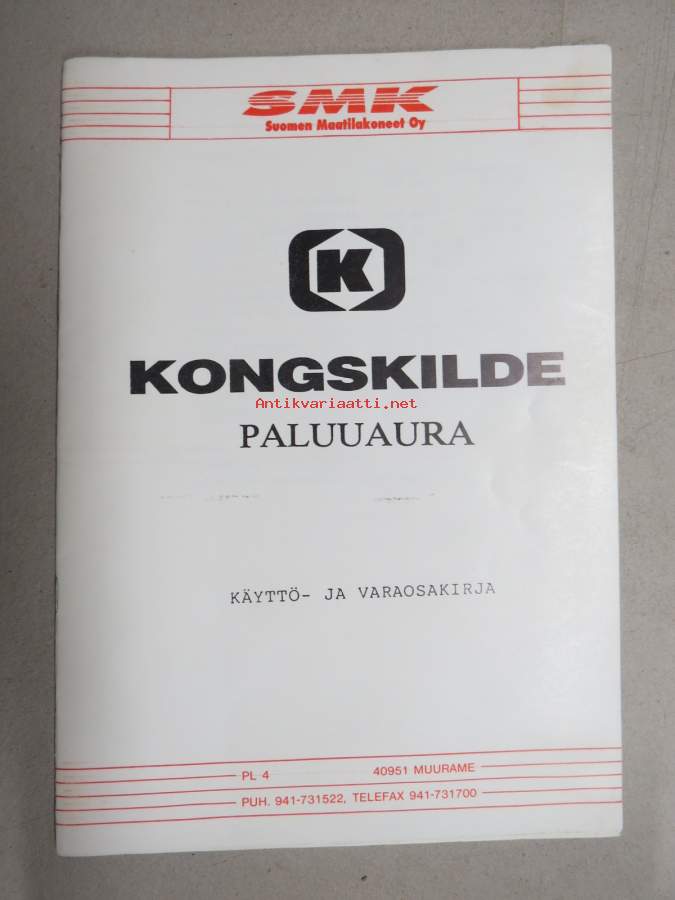 SMK
Suomen Maatilakoneet Oy
K
KONGSKILDE
Antikvariaatti.net
PALUUAURA
KÄYTTÖ- JA VARAOSAKIRJA
PL 4 40951 MUURAME
PUH. 941-731522, TELEFAX 941-731700